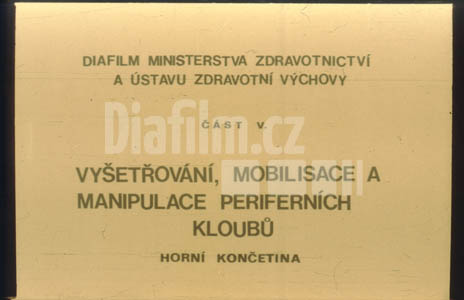 DIAFILM MINISTERSTVA ZDRAVOTNICTVÍ
A ÚSTAVU ZDRAVOTNÍ VÝCHOVY
Diafilm.cz
ČÁST V.
VYŠETŘOVÁNÍ, MOBILISACE A
MANIPULACE PERIFERNÍCH
KLOUBŮ
HORNÍ KONČETINA